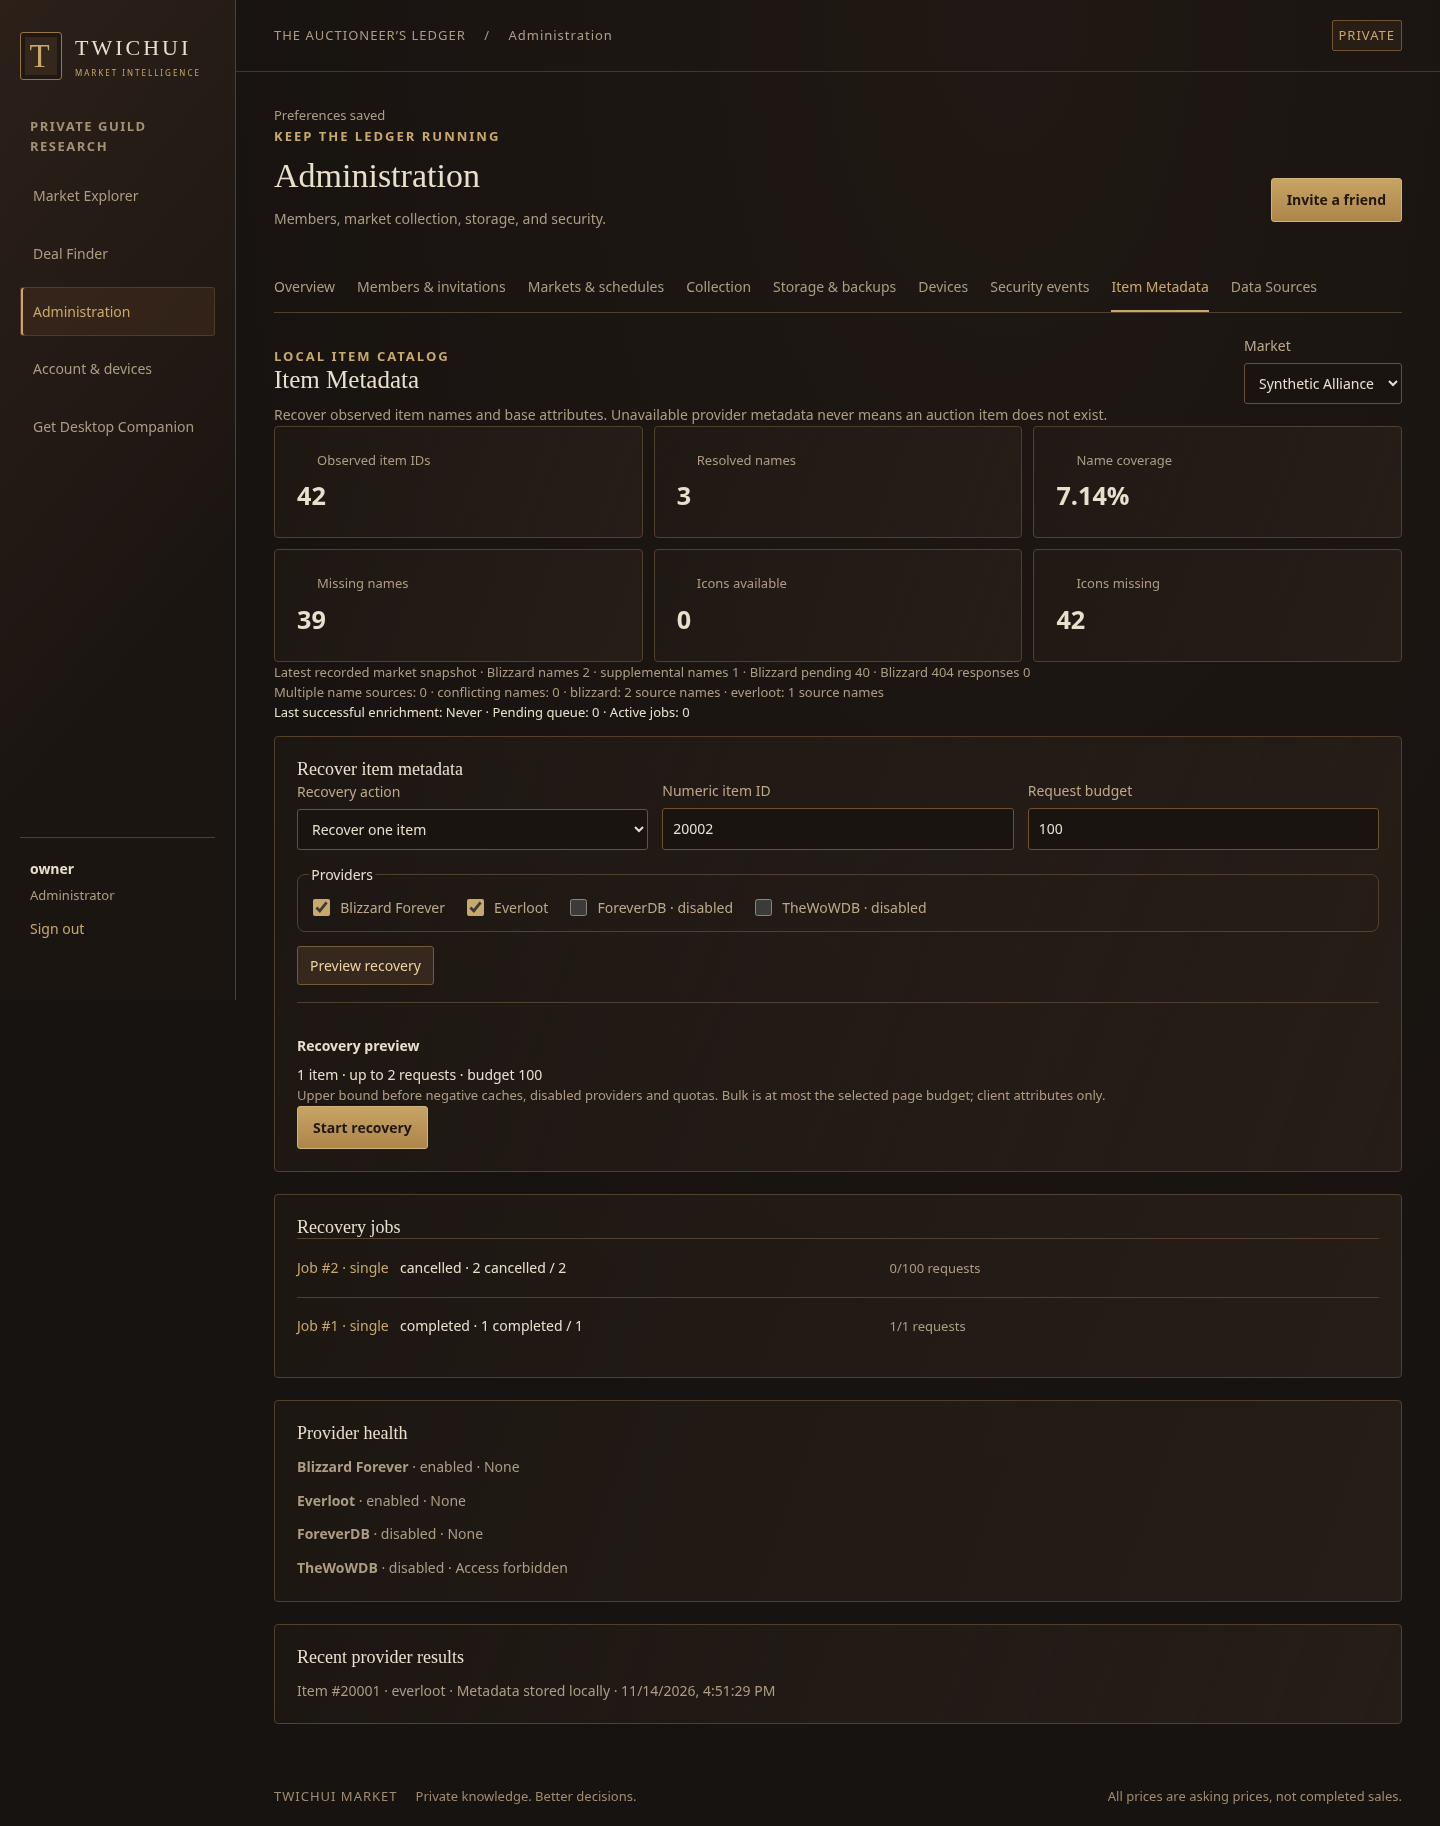 T
TWICHUI
MARKET INTELLIGENCE
PRIVATE GUILD
RESEARCH
Market Explorer
Deal Finder
Administration
Account & devices
Get Desktop Companion
owner
Administrator
Sign out
THE AUCTIONEER’S LEDGER / Administration
PRIVATE
Preferences saved
KEEP THE LEDGER RUNNING
Administration
Members, market collection, storage, and security.
Invite a friend
Overview Members & invitations Markets & schedules Collection Storage & backups Devices Security events Item Metadata Data Sources
LOCAL ITEM CATALOG
Item Metadata
Recover observed item names and base attributes. Unavailable provider metadata never means an auction item does not exist.
Market
Synthetic Alliance
Observed item IDs
42
Resolved names
3
Name coverage
7.14%
Missing names
39
Icons available
0
Icons missing
42
Latest recorded market snapshot · Blizzard names 2 · supplemental names 1 · Blizzard pending 40 · Blizzard 404 responses 0
Multiple name sources: 0 · conflicting names: 0 · blizzard: 2 source names · everloot: 1 source names
Last successful enrichment: Never · Pending queue: 0 · Active jobs: 0
Recover item metadata
Recovery action
Recover one item
Numeric item ID
20002
Request budget
100
Providers
Blizzard Forever Everloot ForeverDB · disabled TheWoWDB · disabled
Preview recovery
Recovery preview
1 item · up to 2 requests · budget 100
Upper bound before negative caches, disabled providers and quotas. Bulk is at most the selected page budget; client attributes only.
Start recovery
Recovery jobs
Job #2 · single cancelled · 2 cancelled / 2 0/100 requests
Job #1 · single completed · 1 completed / 1 1/1 requests
Provider health
Blizzard Forever · enabled · None
Everloot · enabled · None
ForeverDB · disabled · None
TheWoWDB · disabled · Access forbidden
Recent provider results
Item #20001 · everloot · Metadata stored locally · 11/14/2026, 4:51:29 PM
TWICHUI MARKET Private knowledge. Better decisions.
All prices are asking prices, not completed sales.